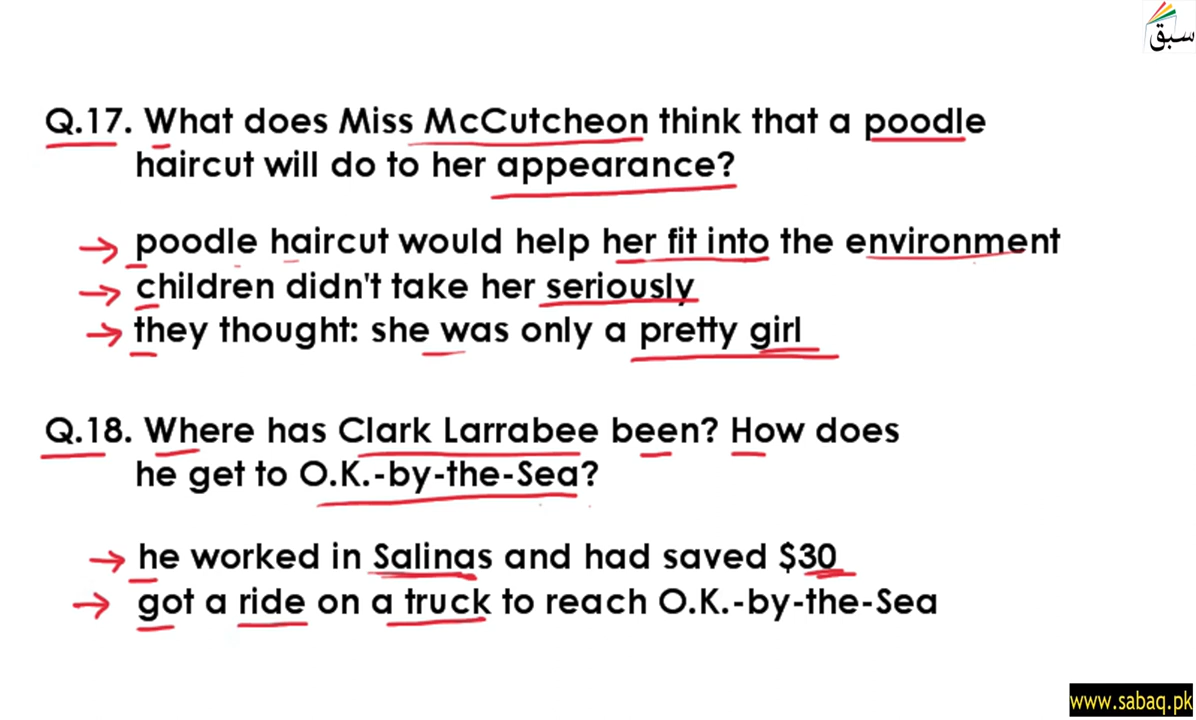 سبق
Q.17. What does Miss McCutcheon think that a poodle
haircut will do to her appearance?
→ poodle haircut would help her fit into the environment
→ children didn't take her seriously
→ they thought: she was only a pretty girl
Q.18. Where has Clark Larrabee been? How does
he get to O.K.-by-the-Sea?
→ he worked in Salinas and had saved $30
→ got a ride on a truck to reach O.K.-by-the-Sea
www.sabaq.pk